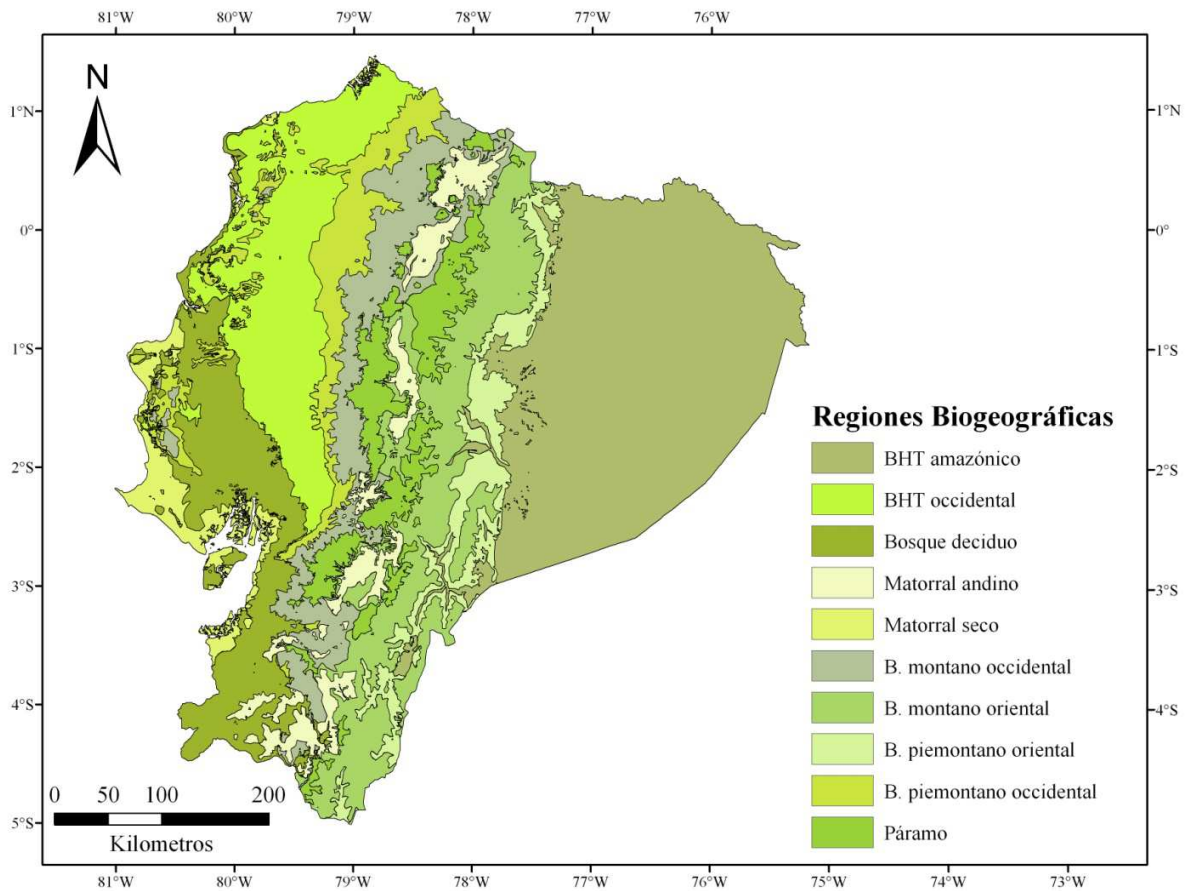 81°W 80°W 79°W 78°W 77°W 76°W
N
1°N
0°
1°S
2°S
3°S
4°S
5°S
1°N
0°
1°S
2°S
3°S
4°S
Regiones Biogeográficas
BHT amazónico
BHT occidental
Bosque deciduo
Matorral andino
Matorral seco
B. montano occidental
B. montano oriental
B. piemontano oriental
B. piemontano occidental
Páramo
0 50 100 200
Kilometros
81°W 80°W 79°W 78°W 77°W 76°W 75°W 74°W 73°W